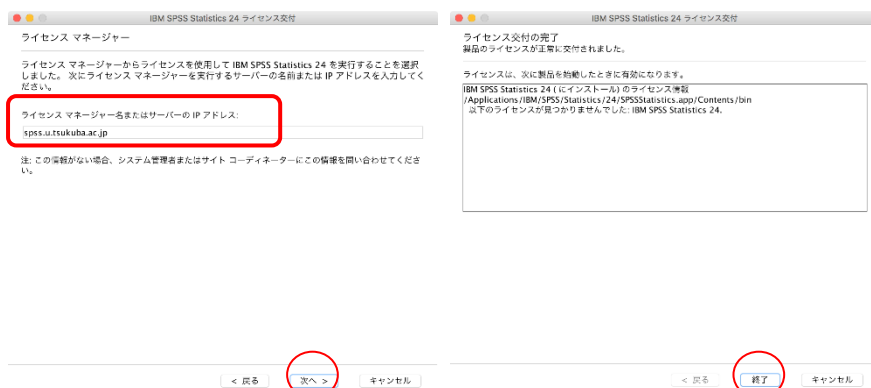 IBM SPSS Statistics 24 ライセンス交付
ライセンス マネージャー
ライセンス マネージャーからライセンスを使用して IBM SPSS Statistics 24 を実行することを選択
しました。 次にライセンス マネージャーを実行するサーバーの名前または IP アドレスを入力してく
ださい。
ライセンス マネージャー名またはサーバーの IP アドレス:
spss.u.tsukuba.ac.jp
注: この情報がない場合、システム管理者またはサイト コーディネーターにこの情報を問い合わせてくださ
い。
< 戻る
次へ >
キャンセル
IBM SPSS Statistics 24 ライセンス交付
ライセンス交付の完了
製品のライセンスが正常に交付されました。
ライセンスは、次に製品を始動したときに有効になります。
IBM SPSS Statistics 24 ( にインストール) のライセンス情報
/Applications/IBM/SPSS/Statistics/24/SPSSStatistics.app/Contents/bin
以下のライセンスが見つかりませんでした: IBM SPSS Statistics 24.
< 戻る
終了
キャンセル